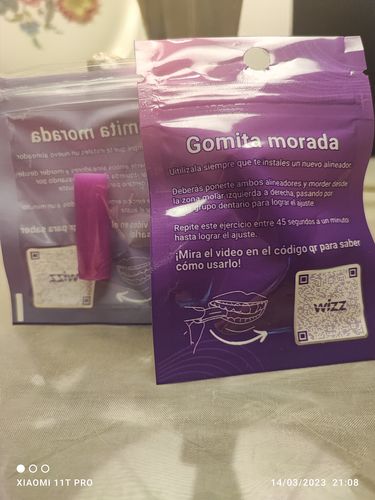 Gomita morada
Utilizala siempre que te instales un nuevo alineador
Deberas ponerte ambos alineadores y morder desde
la zona molar izquierda a derecha, pasando por
grupo dentario para lograr el ajuste.
Repite este ejercicio entre 45 segundos a un minuto
hasta lograr el ajuste.
¡Mira el video en el código qr para saber
cómo usarlo!
wizz
wizz
XIAOMI 11T PRO
14/03/2023 21:08